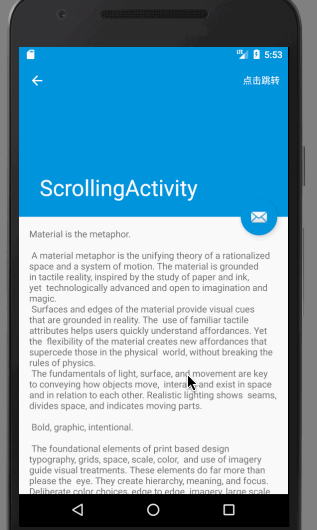 5:53
点击跳转
ScrollingActivity
Material is the metaphor.
A material metaphor is the unifying theory of a rationalized
space and a system of motion. The material is grounded
in tactile reality, inspired by the study of paper and ink,
yet technologically advanced and open to imagination and
magic.
Surfaces and edges of the material provide visual cues
that are grounded in reality. The use of familiar tactile
attributes helps users quickly understand affordances. Yet
the flexibility of the material creates new affordances that
supercede those in the physical world, without breaking the
rules of physics.
The fundamentals of light, surface, and movement are key
to conveying how objects move, interact and exist in space
and in relation to each other. Realistic lighting shows seams,
divides space, and indicates moving parts.
Bold, graphic, intentional.
The foundational elements of print based design
typography, grids, space, scale, color, and use of imagery
guide visual treatments. These elements do far more than
please the eye. They create hierarchy, meaning, and focus.
Deliberate color choices, edge to edge imagery, large scale